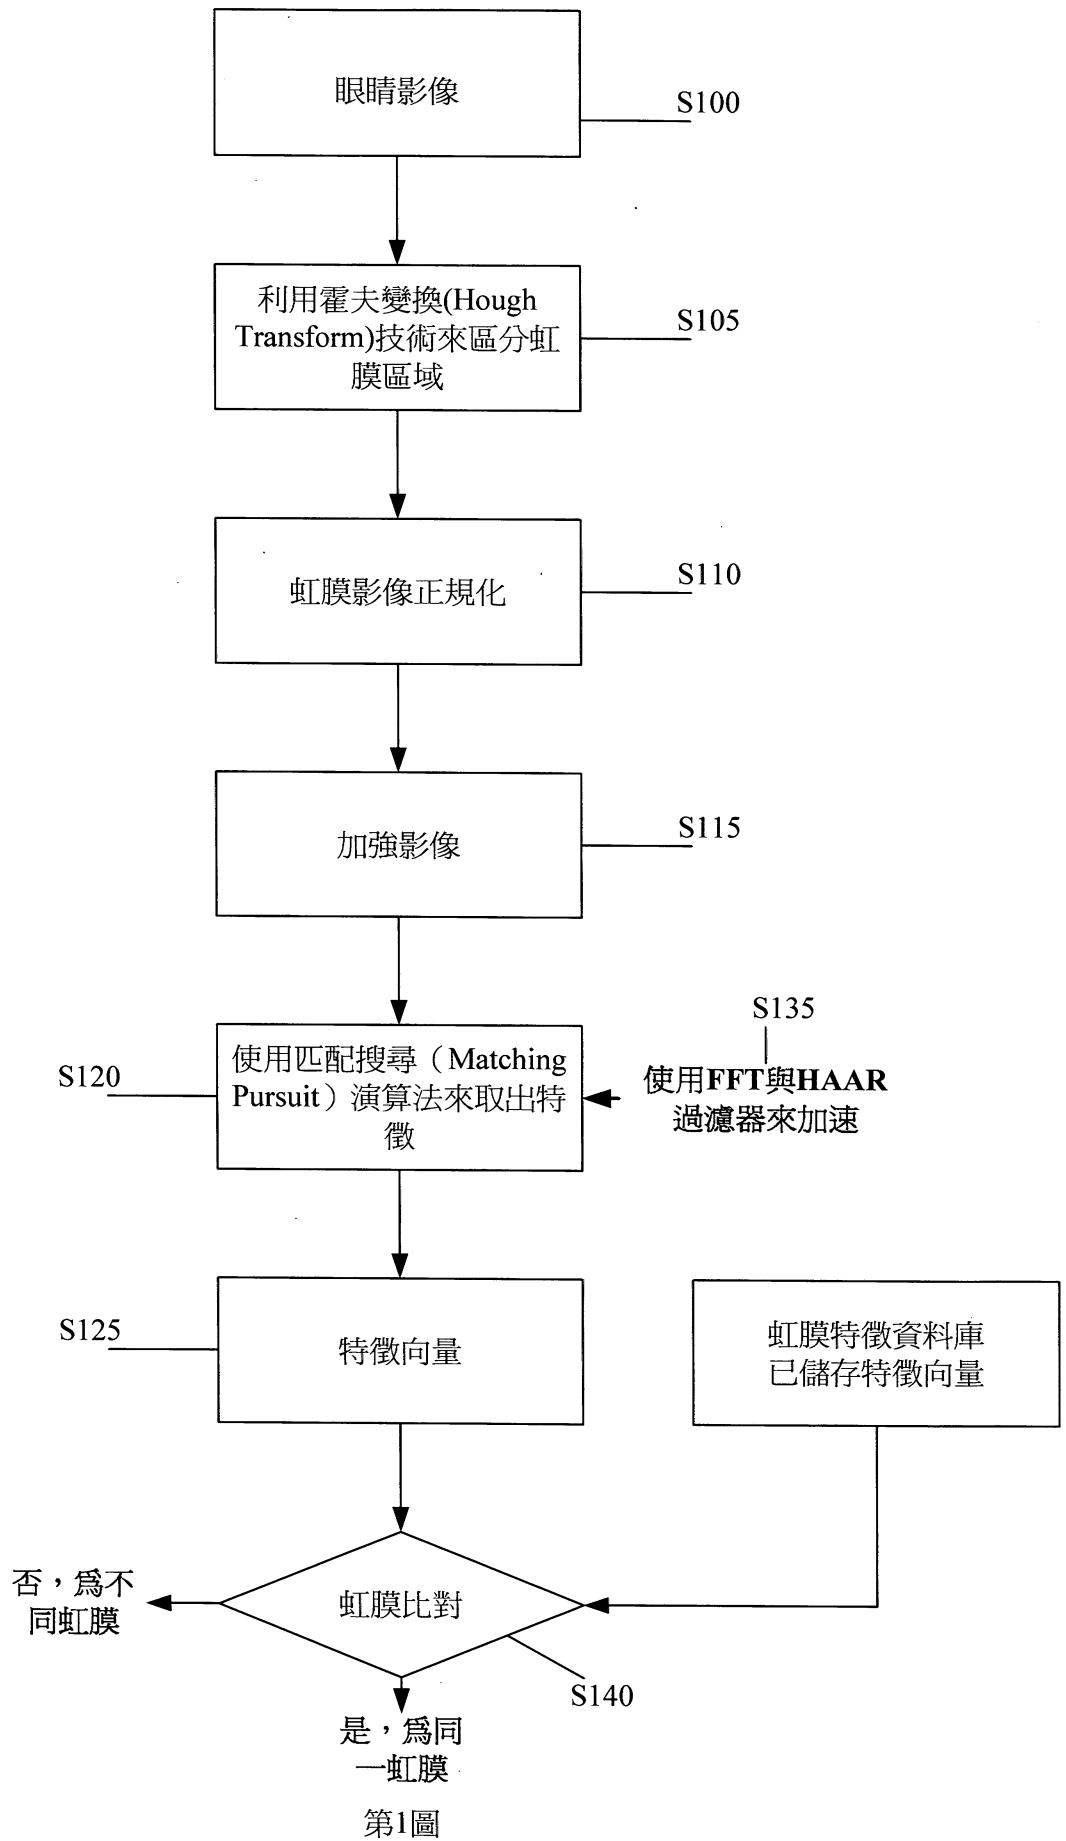 眼睛影像
S100
利用霍夫變換(Hough
Transform)技術來區分虹
膜區域
S105
虹膜影像正規化
S110
加強影像
S115
S135
使用匹配搜尋（Matching
Pursuit）演算法來取出特
徵
S120
使用FFT與HAAR
過濾器來加速
特徵向量
S125
虹膜特徵資料庫
已儲存特徵向量
虹膜比對
否，爲不
同虹膜
S140
是，爲同
一虹膜
第1圖